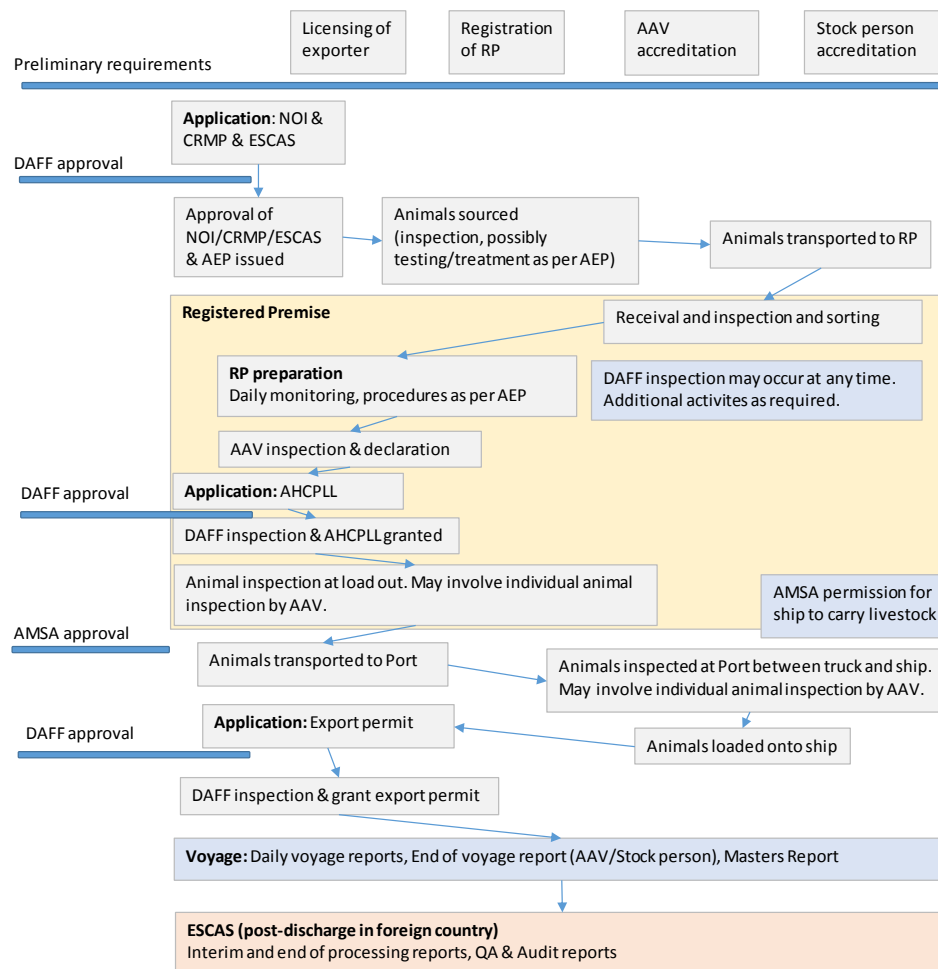 Licensing of
exporter
Registration
of RP
AAV
accreditation
Stock person
accreditation
Preliminary requirements
Application: NOI &
CRMP & ESCAS
DAFF approval
Approval of
NOI/CRMP/ESCAS
& AEP issued
Animals sourced
(inspection, possibly
testing/treatment as per AEP)
Animals transported to RP
Registered Premise
Receival and inspection and sorting
RP preparation
Daily monitoring, procedures as per AEP
DAFF inspection may occur at any time.
Additional activites as required.
AAV inspection & declaration
Application: AHCPLL
DAFF approval
DAFF inspection & AHCPLL granted
Animal inspection at load out. May involve individual animal
inspection by AAV.
AMSA permission for
ship to carry livestock
AMSA approval
Animals transported to Port
Animals inspected at Port between truck and ship.
May involve individual animal inspection by AAV.
Application: Export permit
DAFF approval
Animals loaded onto ship
DAFF inspection & grant export permit
Voyage: Daily voyage reports, End of voyage report (AAV/Stock person), Masters Report
ESCAS (post-discharge in foreign country)
Interim and end of processing reports, QA & Audit reports